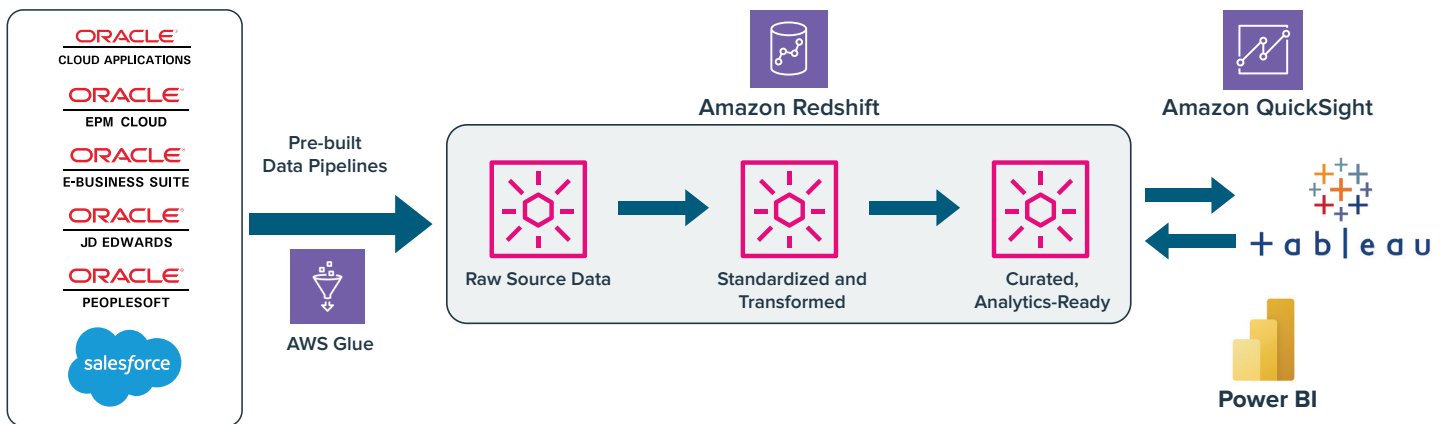 ORACLE
CLOUD APPLICATIONS
ORACLE
EPM CLOUD
ORACLE
E-BUSINESS SUITE
ORACLE
JD EDWARDS
ORACLE
PEOPLESOFT
salesforce
Pre-built
Data Pipelines
AWS Glue
Amazon Redshift
Raw Source Data
Standardized and
Transformed
Curated,
Analytics-Ready
Amazon QuickSight
tableau
Power BI